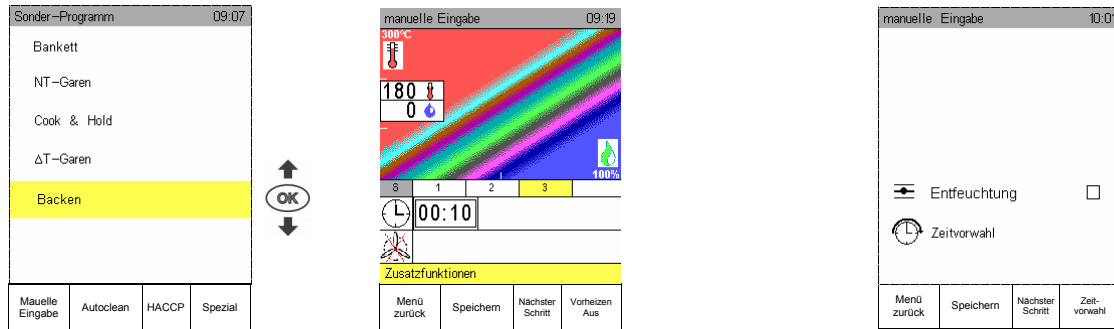 Sonder-Programm 09:07
Bankett
NT-Garen
Cook & Hold
ΔT-Garen
Backen
Mauelle Eingabe
Autoclean
HACCP
Spezial
OK
manuelle Eingabe 09:19
300°C
180
0
100%
S 1 2 3
00:10
Zusatzfunktionen
Menü zurück
Speichern
Nächster Schritt
Vorheizen Aus
manuelle Eingabe 10:01
Entfeuchtung
Zeitvorwahl
Menü zurück
Speichern
Nächster Schritt
Zeit-
vorwahl